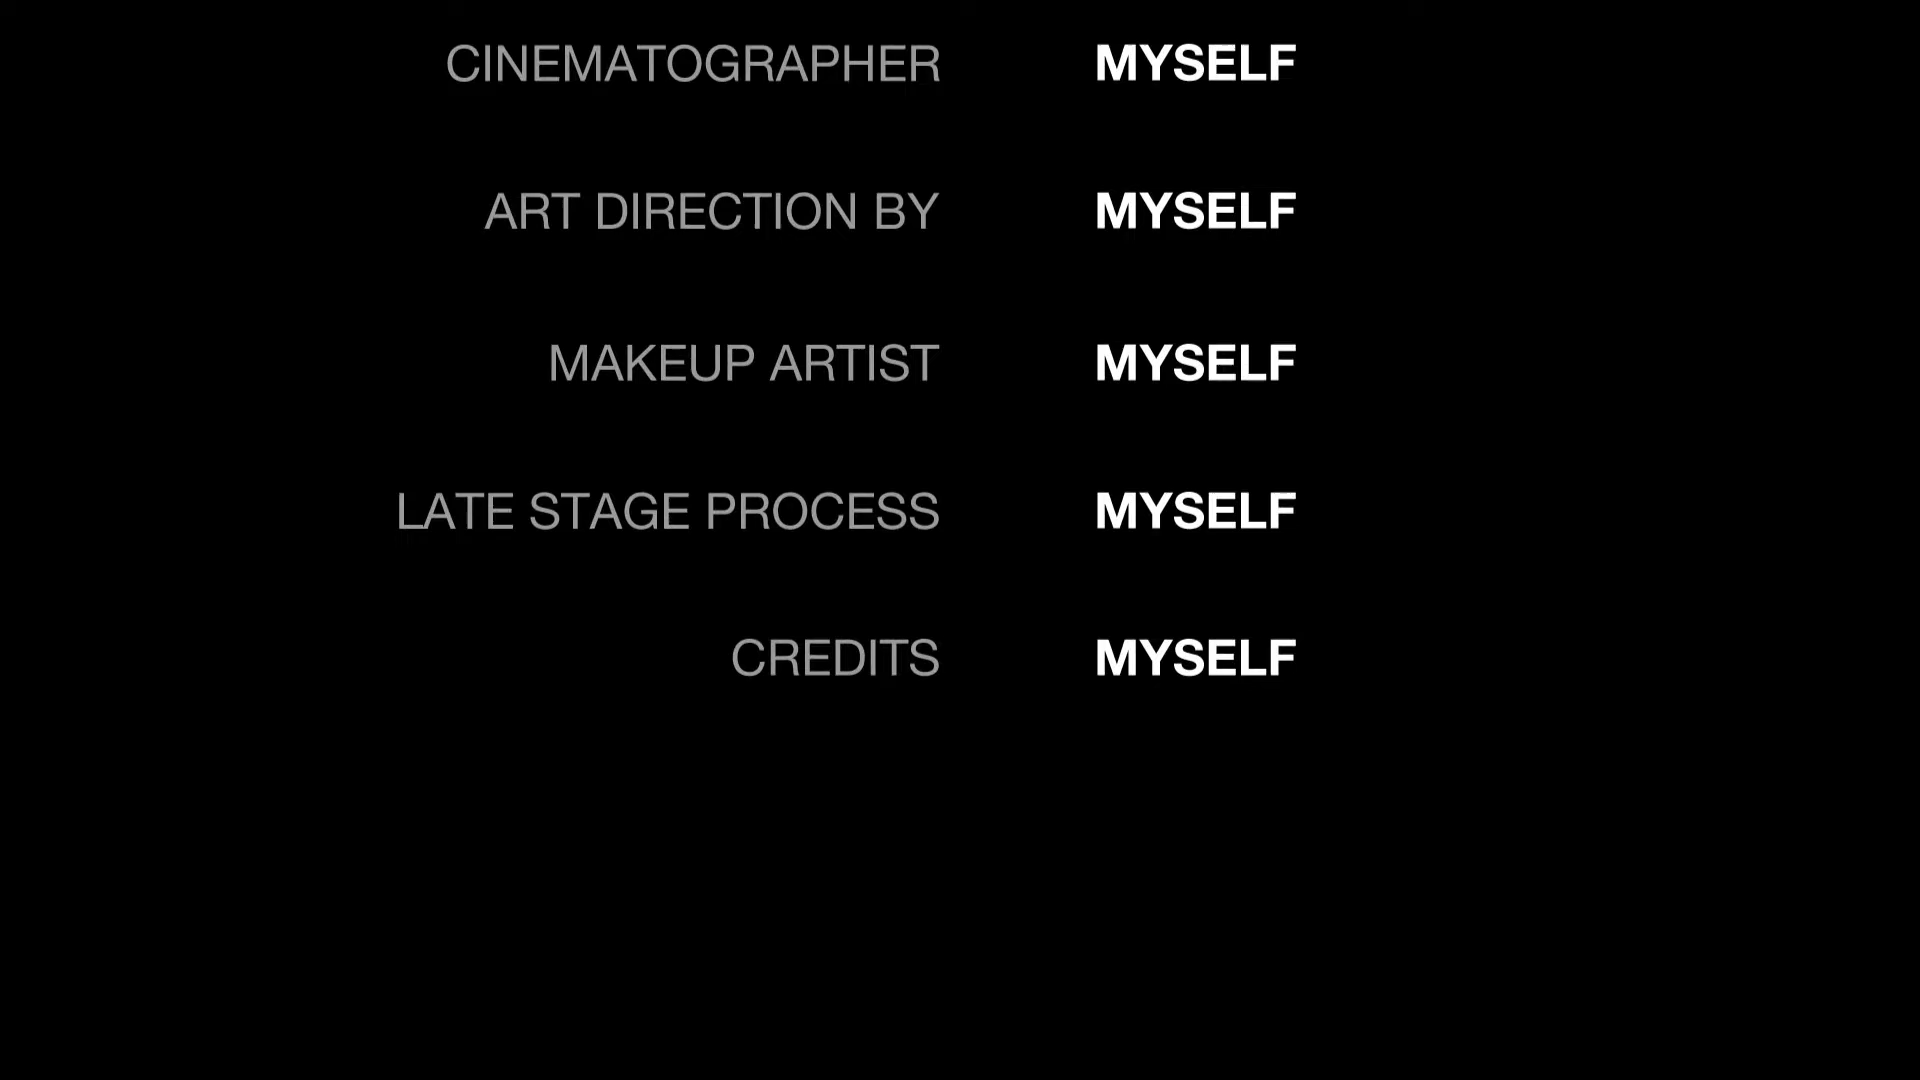 CINEMATOGRAPHER MYSELF
ART DIRECTION BY MYSELF
MAKEUP ARTIST MYSELF
LATE STAGE PROCESS MYSELF
CREDITS MYSELF